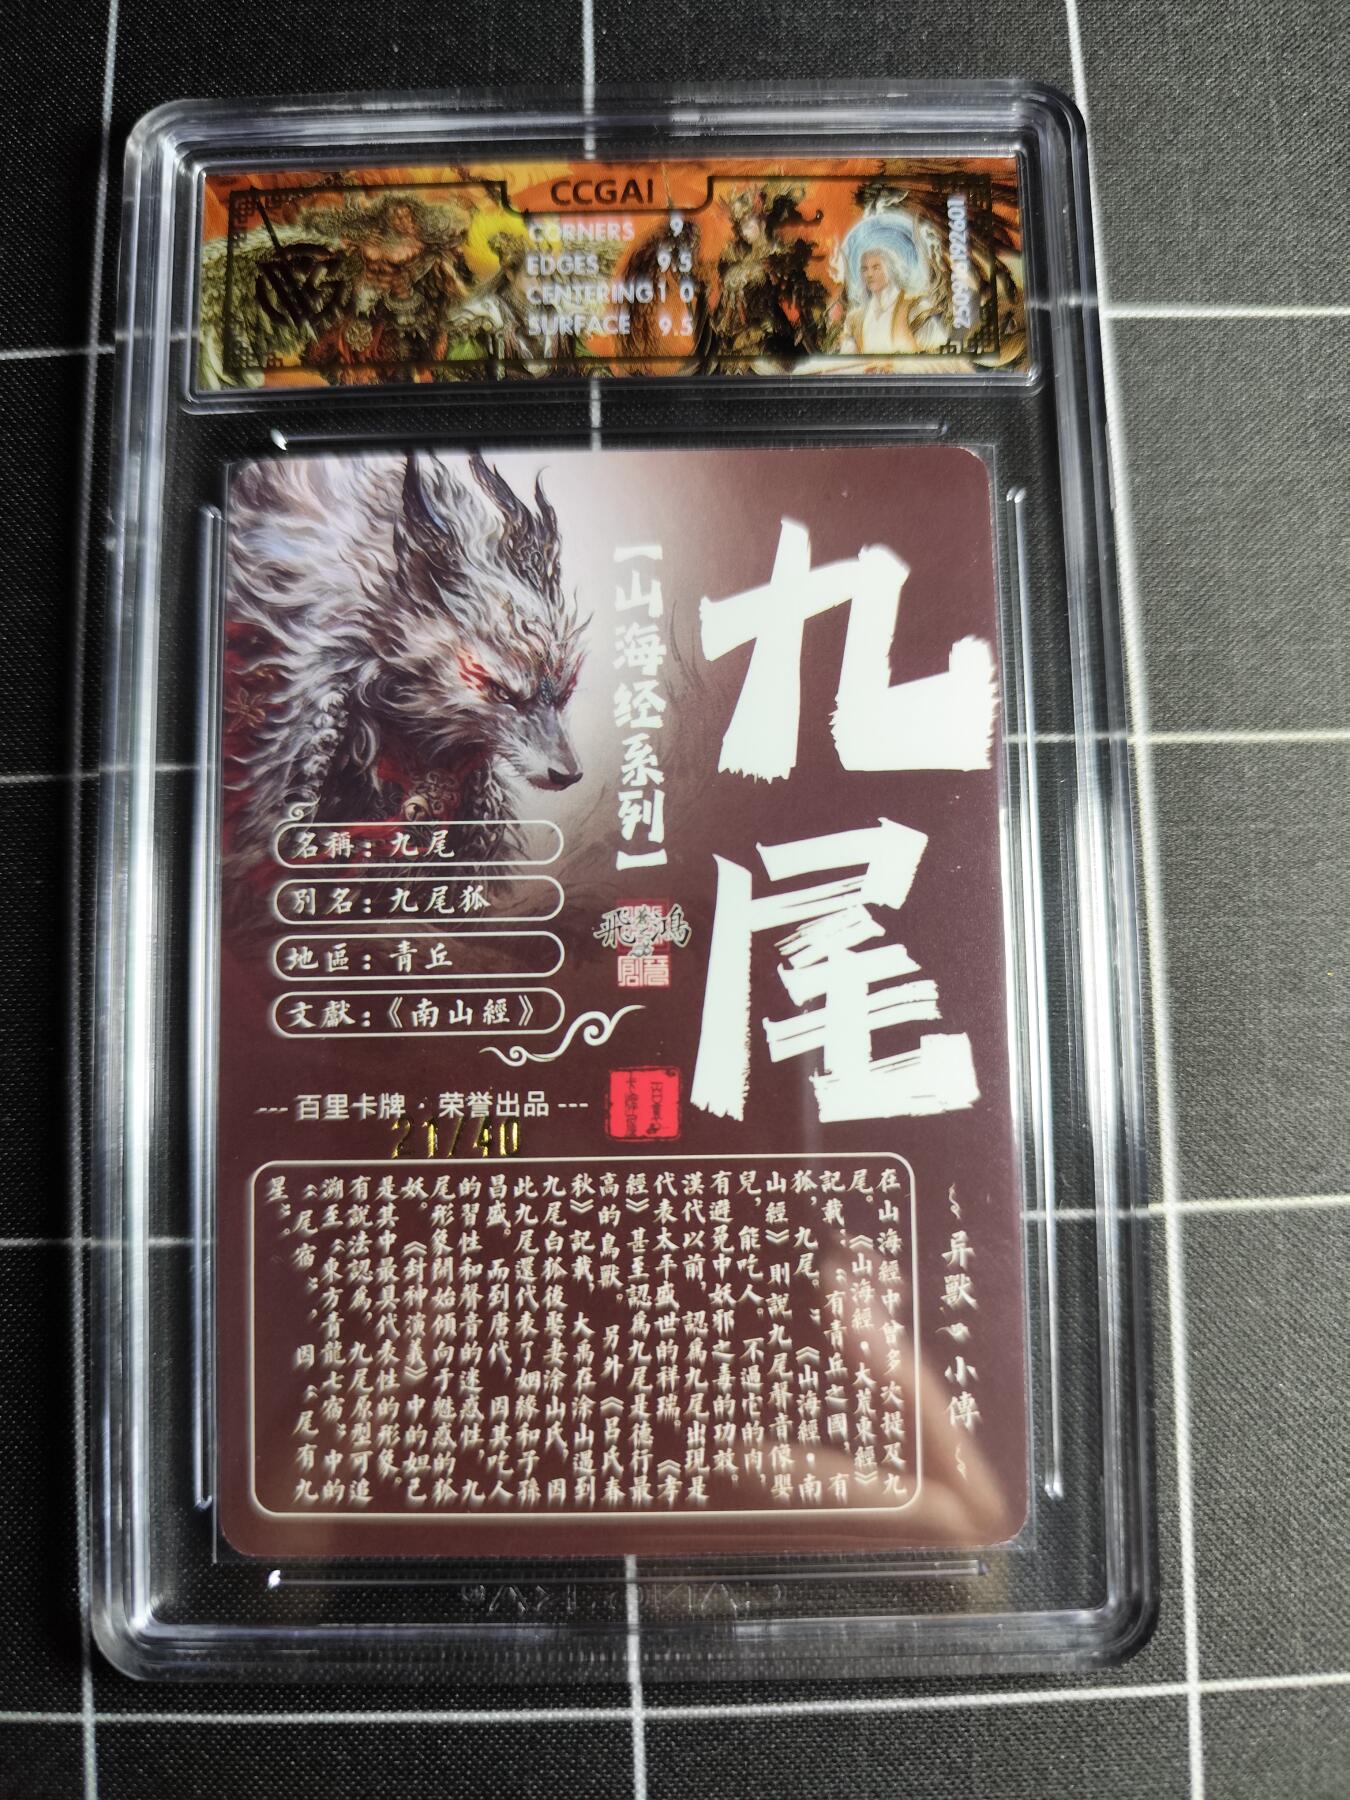 CCGAI
CORNERS 9
EDGES 9.5
CENTERING 10
SURFACE 9.5
九尾
【山海经系列】
飛鴻
名稱：九尾
別名：九尾狐
地區：青丘
文獻：《南山經》
--- 百里卡牌 · 荣誉出品 ---
21/40
异獸 小傳
在山海經中曾多次提及九
尾。《山海經·大荒東經》
記載：“有青丘之國，有
狐，九尾。”《山海經·南
山經》則說九尾聲音像嬰
兒，能吃人。不過它的肉，
有避免中妖邪之毒的功效。
漢代以前，認爲九尾出現是
代表太平盛世的祥瑞。《孝
經》甚至認爲九尾是德行最
高的鳥獸。另外《呂氏春
秋》記載，大禹在涂山遇到
九尾白狐後娶妻涂山氏，因
此九尾還代表了姻緣和子孫
昌盛。而到唐代，因其吃人
的習性和聲音的迷惑性，九
尾形象開始傾向于魅惑的狐
妖。《封神演義》中的妲己
是其中最具代表性的形象。
有說法認爲，九尾原型可追
溯至“東方青龍七宿”中的
“尾宿”，因“尾有九
星”。